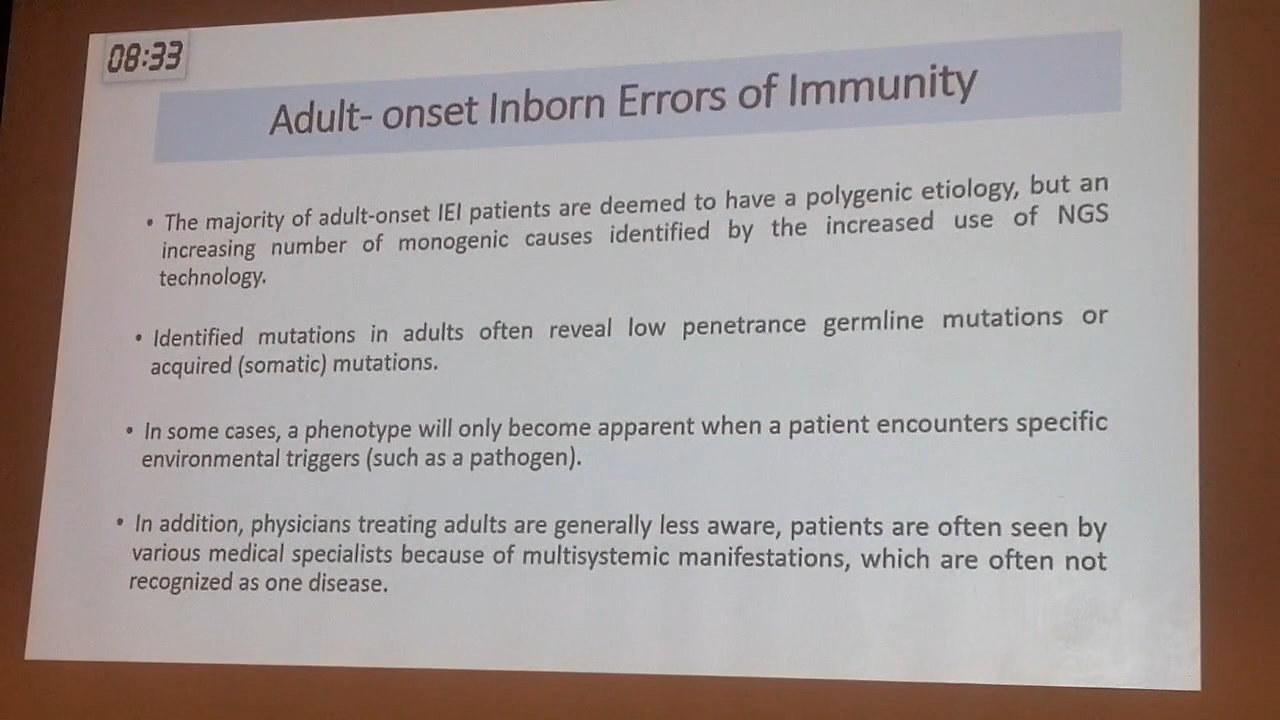 08:33
Adult- onset Inborn Errors of Immunity
• The majority of adult-onset IEI patients are deemed to have a polygenic etiology, but an
increasing number of monogenic causes identified by the increased use of NGS
technology.
• Identified mutations in adults often reveal low penetrance germline mutations or
acquired (somatic) mutations.
• In some cases, a phenotype will only become apparent when a patient encounters specific
environmental triggers (such as a pathogen).
• In addition, physicians treating adults are generally less aware, patients are often seen by
various medical specialists because of multisystemic manifestations, which are often not
recognized as one disease.